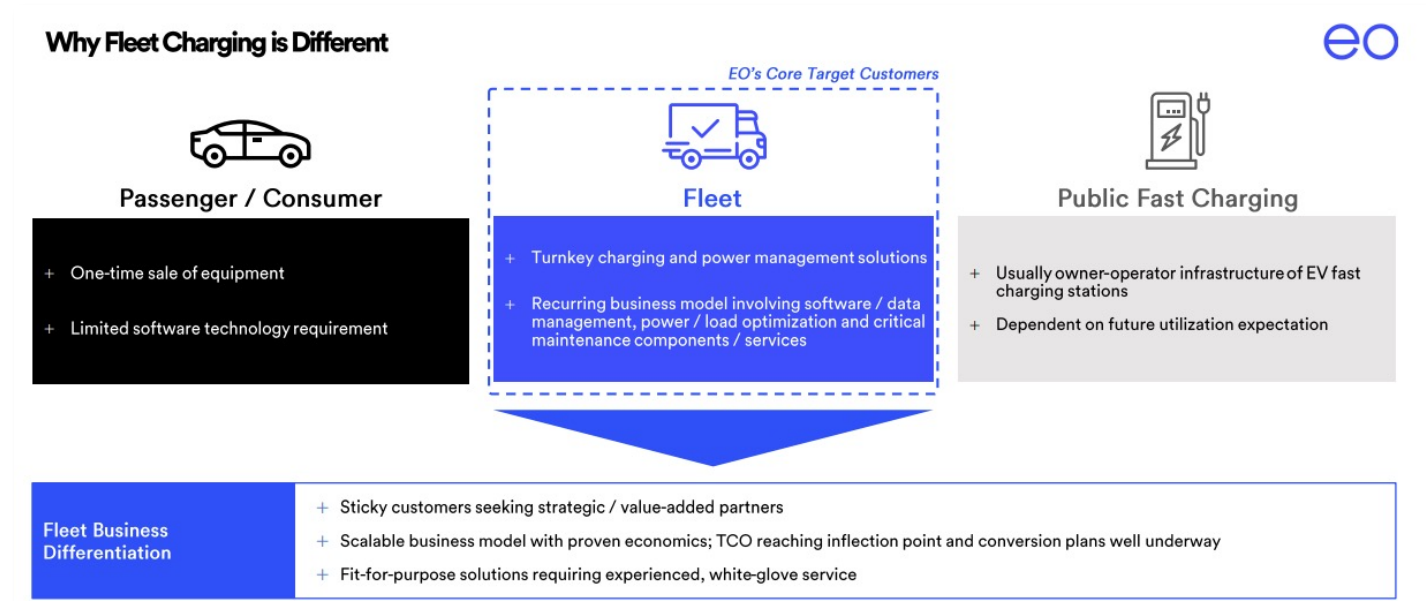 Why Fleet Charging is Different
eo
EO's Core Target Customers
Passenger / Consumer
+ One-time sale of equipment
+ Limited software technology requirement
Fleet
+ Turnkey charging and power management solutions
+ Recurring business model involving software / data
management, power / load optimization and critical
maintenance components / services
Public Fast Charging
+ Usually owner-operator infrastructure of EV fast
charging stations
+ Dependent on future utilization expectation
Fleet Business
Differentiation
+ Sticky customers seeking strategic / value-added partners
+ Scalable business model with proven economics; TCO reaching inflection point and conversion plans well underway
+ Fit-for-purpose solutions requiring experienced, white-glove service